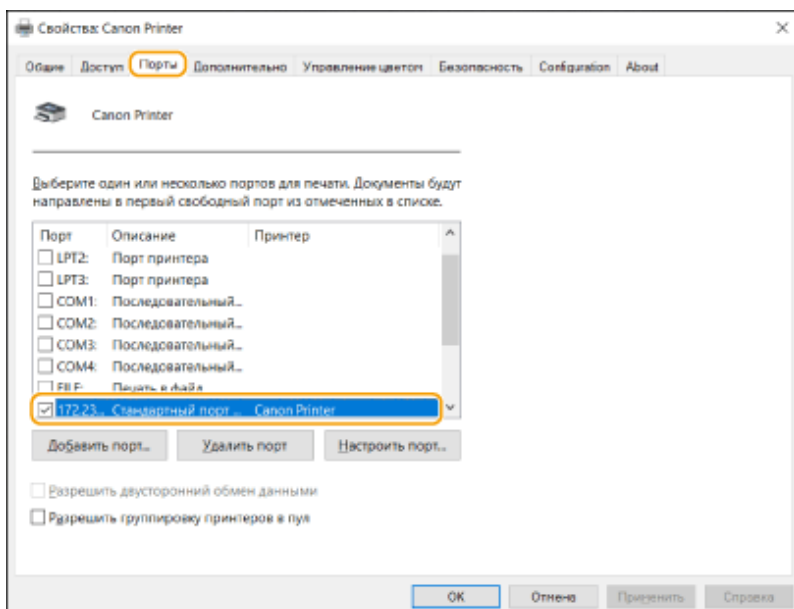 Свойства: Canon Printer
Общие Доступ Порты Дополнительно Управление цветом Безопасность Configuration About
Canon Printer
Выберите один или несколько портов для печати. Документы будут
направлены в первый свободный порт из отмеченных в списке.
Порт Описание Принтер
LPT2: Порт принтера
LPT3: Порт принтера
COM1: Последовательный...
COM2: Последовательный...
COM3: Последовательный...
COM4: Последовательный...
FILE: Печать в файл
172.23... Стандартный порт ... Canon Printer
Добавить порт... Удалить порт Настроить порт...
Разрешить двусторонний обмен данными
Разрешить группировку принтеров в пул
OK Отмена Применить Справка